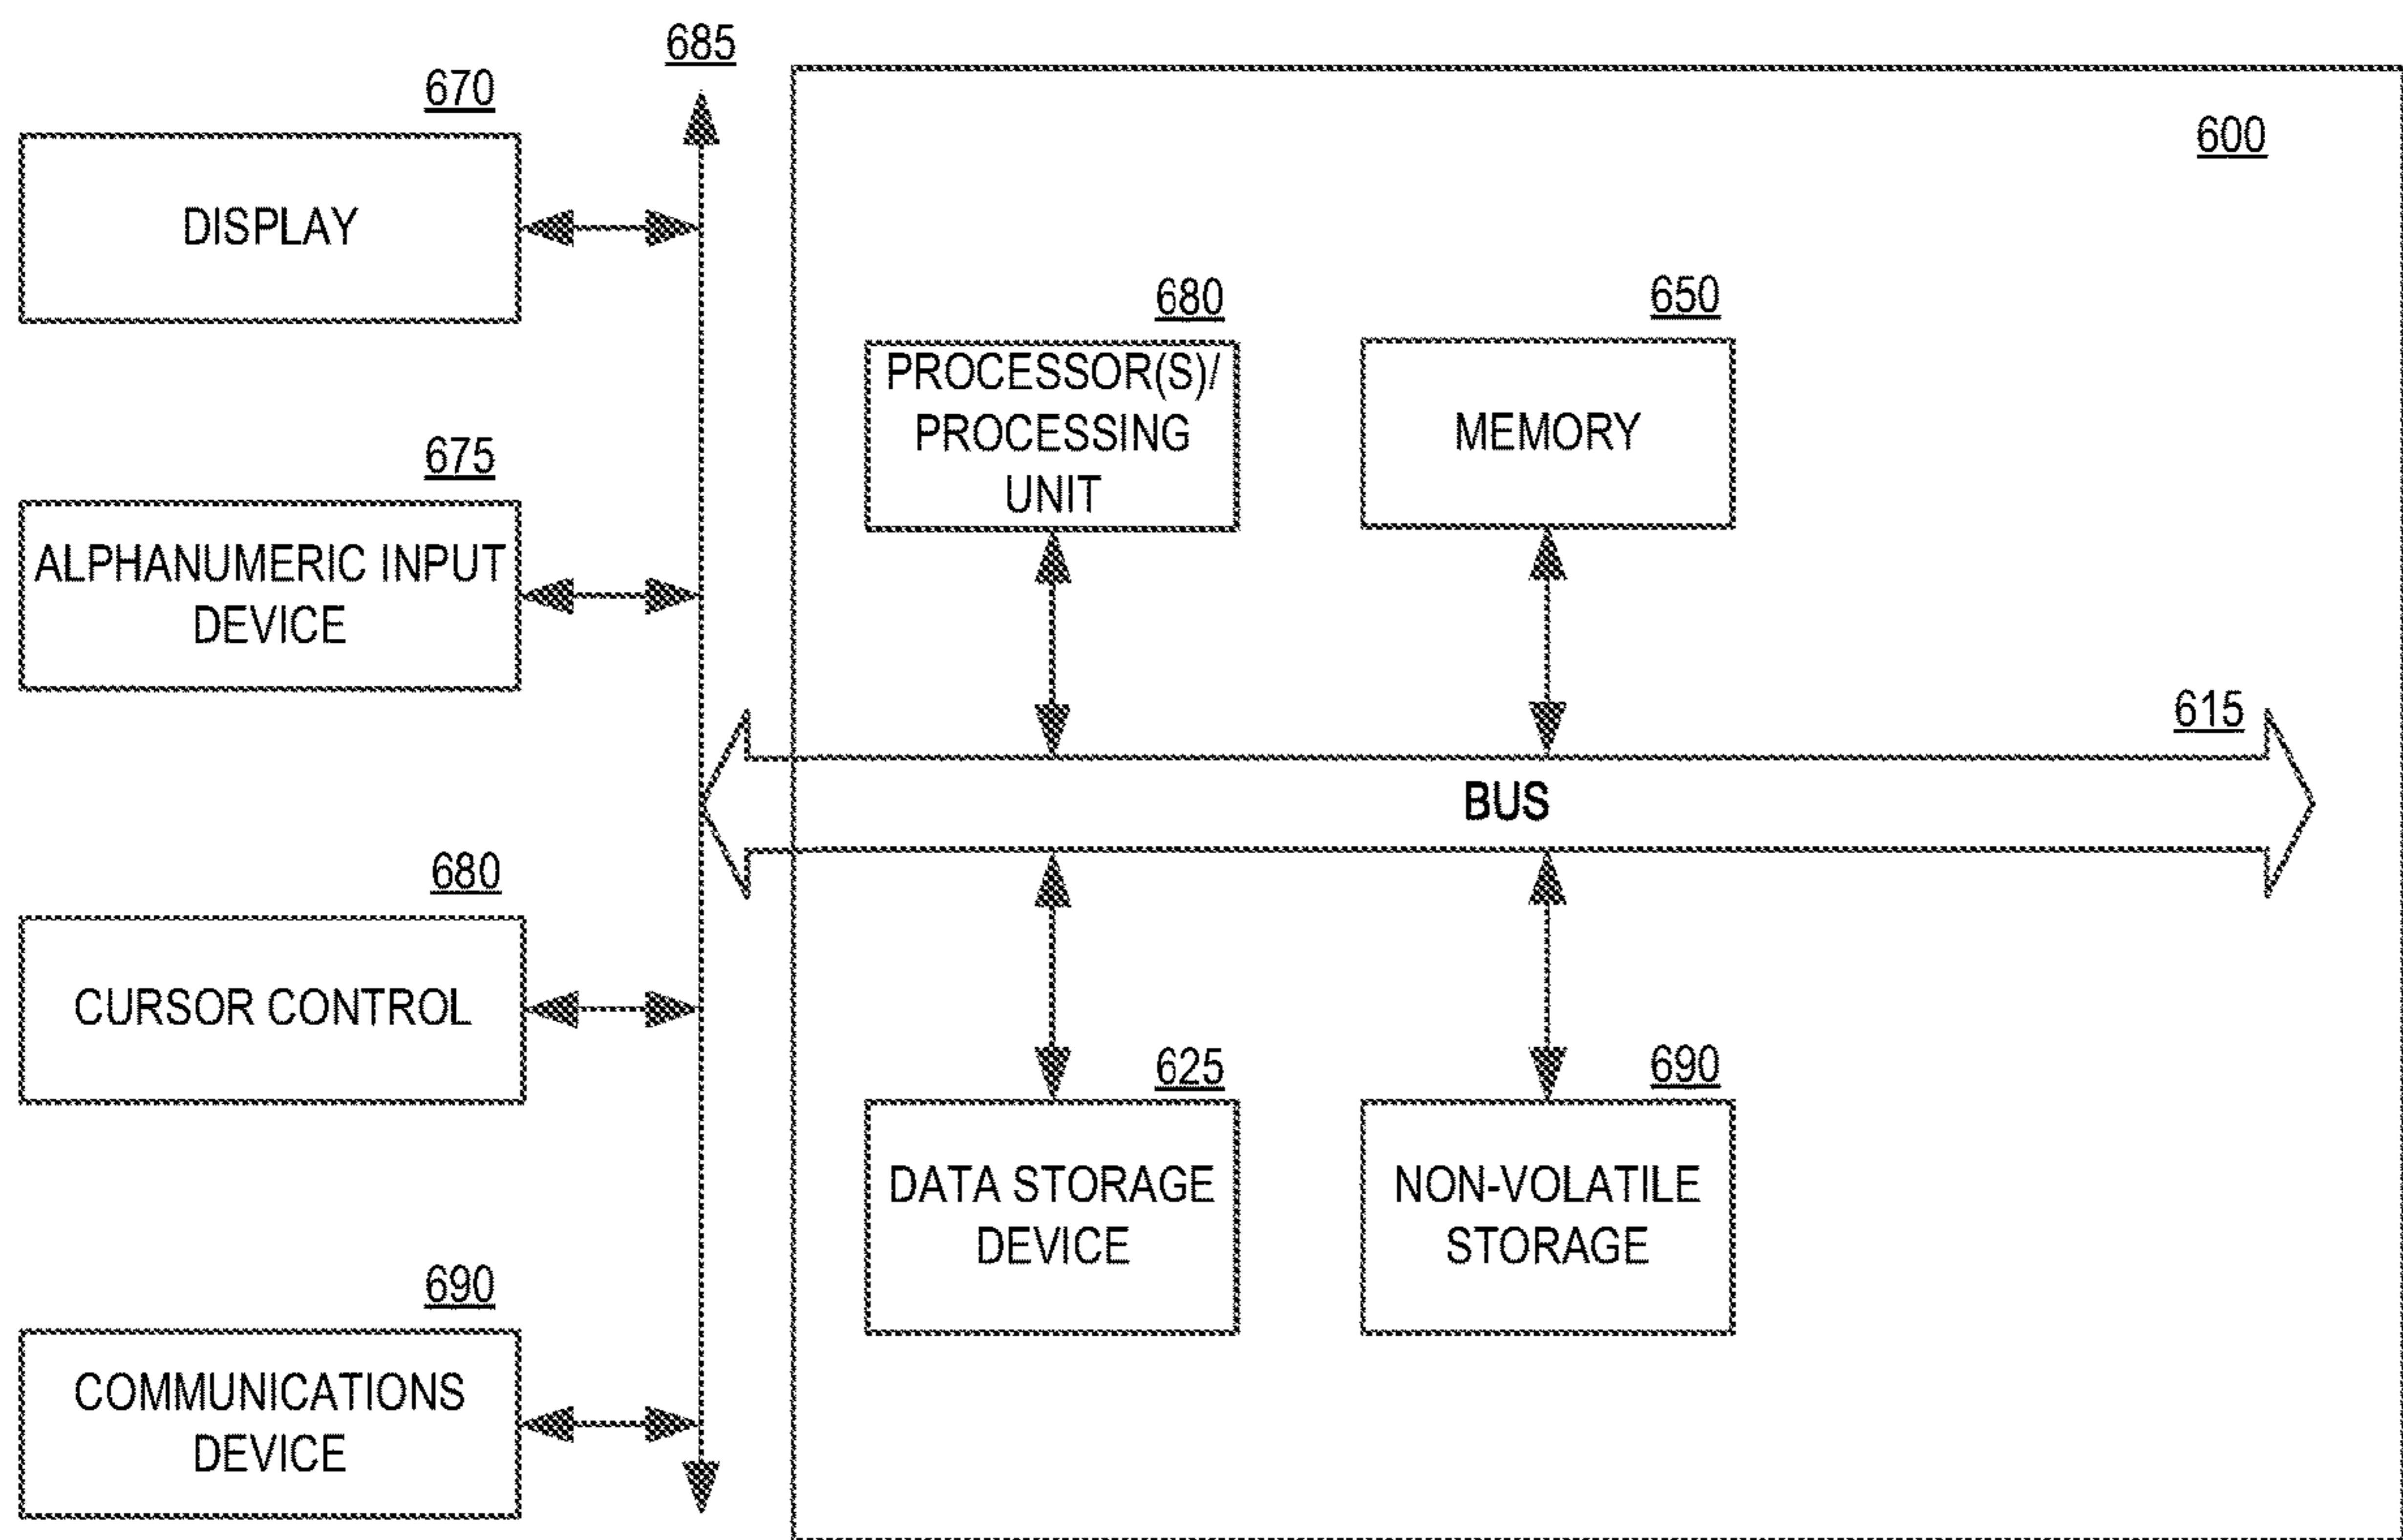 685
670
DISPLAY
675
ALPHANUMERIC INPUT
DEVICE
680
CURSOR CONTROL
690
COMMUNICATIONS
DEVICE
600
680
PROCESSOR(S)/
PROCESSING
UNIT
650
MEMORY
615
BUS
625
DATA STORAGE
DEVICE
690
NON-VOLATILE
STORAGE